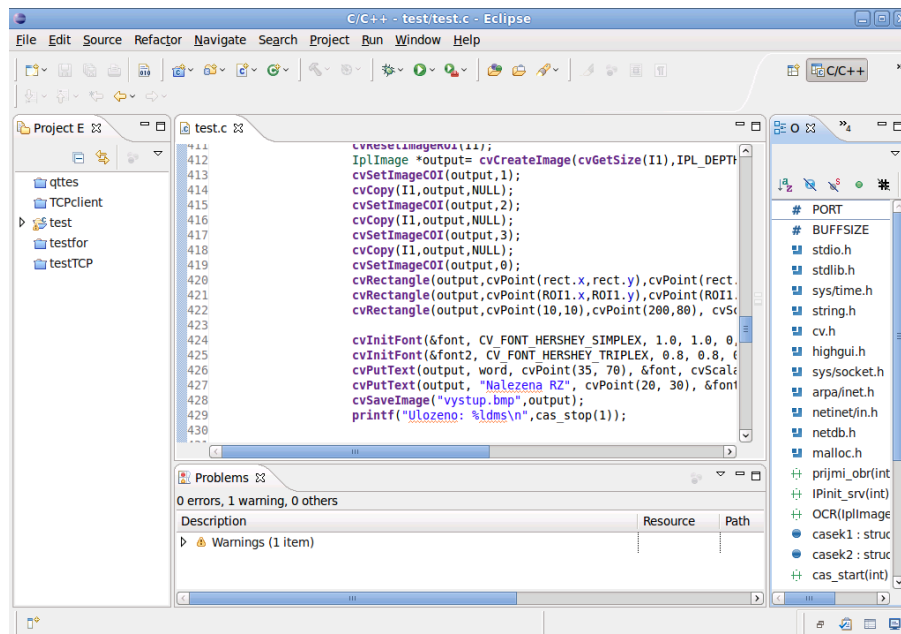 C/C++ - test/test.c - Eclipse
File Edit Source Refactor Navigate Search Project Run Window Help
C/C++
Project E
qttes
TCPclient
test
testfor
testTCP
test.c
411 cvResetImageROI(I1);
412 IplImage *output= cvCreateImage(cvGetSize(I1),IPL_DEPTH
413 cvSetImageCOI(output,1);
414 cvCopy(I1,output,NULL);
415 cvSetImageCOI(output,2);
416 cvCopy(I1,output,NULL);
417 cvSetImageCOI(output,3);
418 cvCopy(I1,output,NULL);
419 cvSetImageCOI(output,0);
420 cvRectangle(output,cvPoint(rect.x,rect.y),cvPoint(rect.
421 cvRectangle(output,cvPoint(ROI1.x,ROI1.y),cvPoint(ROI1.
422 cvRectangle(output,cvPoint(10,10),cvPoint(200,80), cvSc
423
424 cvInitFont(&font, CV_FONT_HERSHEY_SIMPLEX, 1.0, 1.0, 0,
425 cvInitFont(&font2, CV_FONT_HERSHEY_TRIPLEX, 0.8, 0.8,
426 cvPutText(output, word, cvPoint(35, 70), &font, cvScala
427 cvPutText(output, "Nalezena RZ", cvPoint(20, 30), &font
428 cvSaveImage("vystup.bmp",output);
429 printf("Ulozeno: %ldms\n",cas_stop(1));
430
Problems
0 errors, 1 warning, 0 others
Description Resource Path
Warnings (1 item)
O
4
PORT
BUFFSIZE
stdio.h
stdlib.h
sys/time.h
string.h
cv.h
highgui.h
sys/socket.h
arpa/inet.h
netinet/in.h
netdb.h
malloc.h
prijmi_obr(int
IPinit_srv(int)
OCR(IplImage
casek1 : struc
casek2 : struc
cas_start(int)